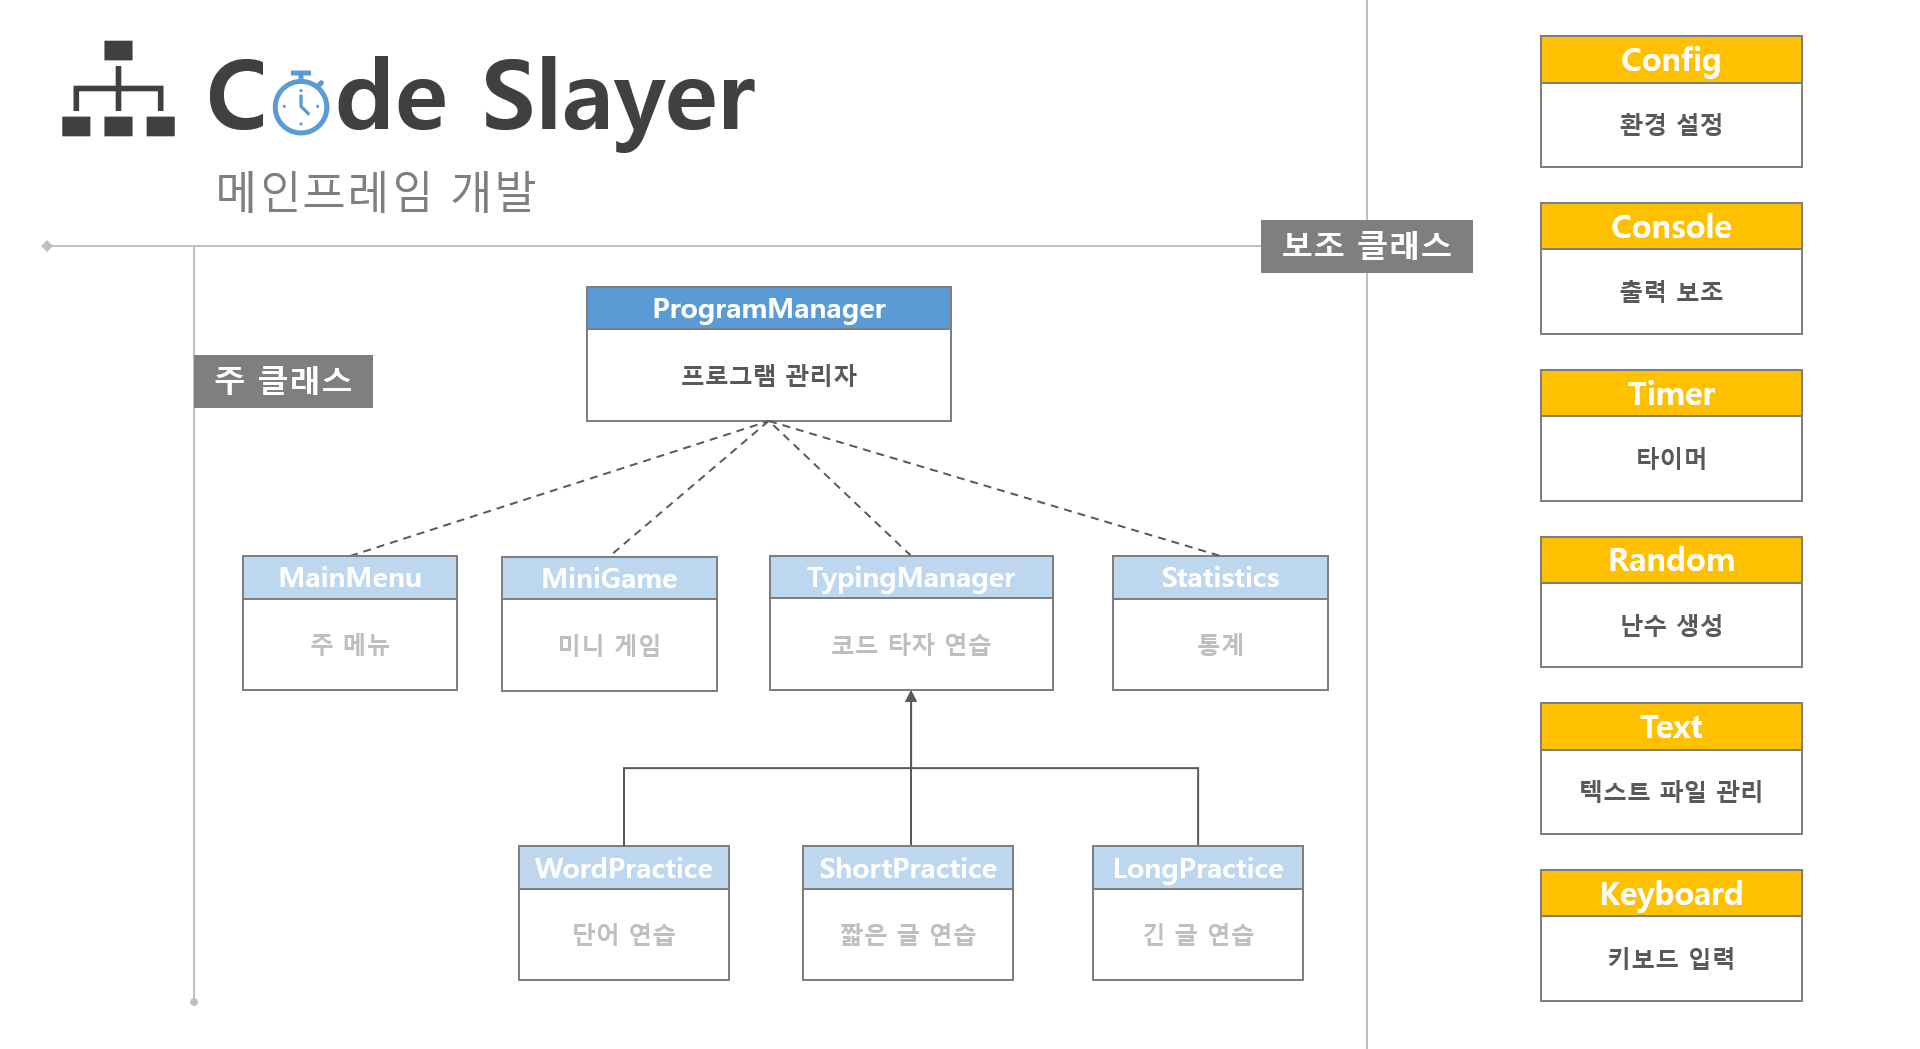 Code Slayer
메인프레임 개발
주 클래스
ProgramManager
프로그램 관리자
MainMenu
주 메뉴
MiniGame
미니 게임
TypingManager
코드 타자 연습
Statistics
통계
WordPractice
단어 연습
ShortPractice
짧은 글 연습
LongPractice
긴 글 연습
보조 클래스
Config
환경 설정
Console
출력 보조
Timer
타이머
Random
난수 생성
Text
텍스트 파일 관리
Keyboard
키보드 입력